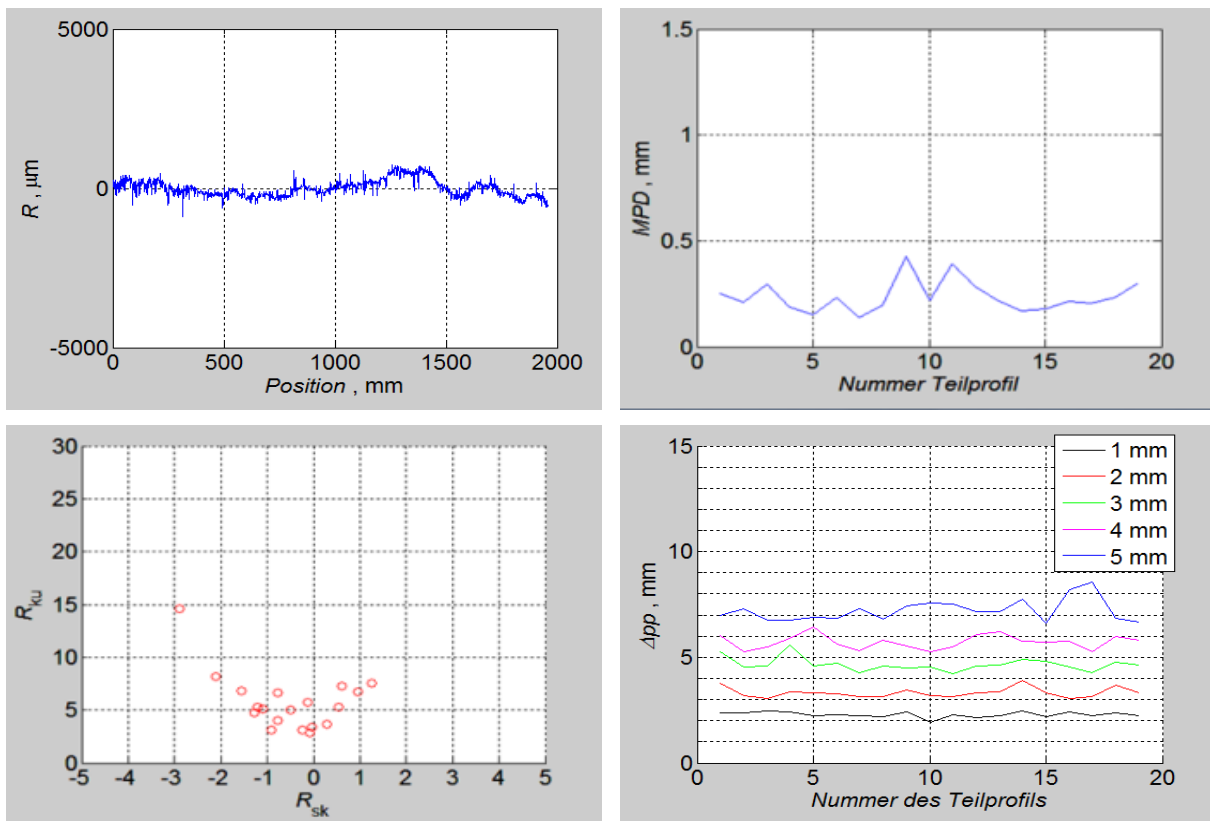 5000
0
-5000
R , μm
0 500 1000 1500 2000
Position , mm
1.5
1
0.5
0
MPD , mm
0 5 10 15 20
Nummer Teilprofil
30
25
20
15
10
5
0
Rku
-5 -4 -3 -2 -1 0 1 2 3 4 5
Rsk
15
10
5
0
Δpp , mm
1 mm
2 mm
3 mm
4 mm
5 mm
0 5 10 15 20
Nummer des Teilprofils